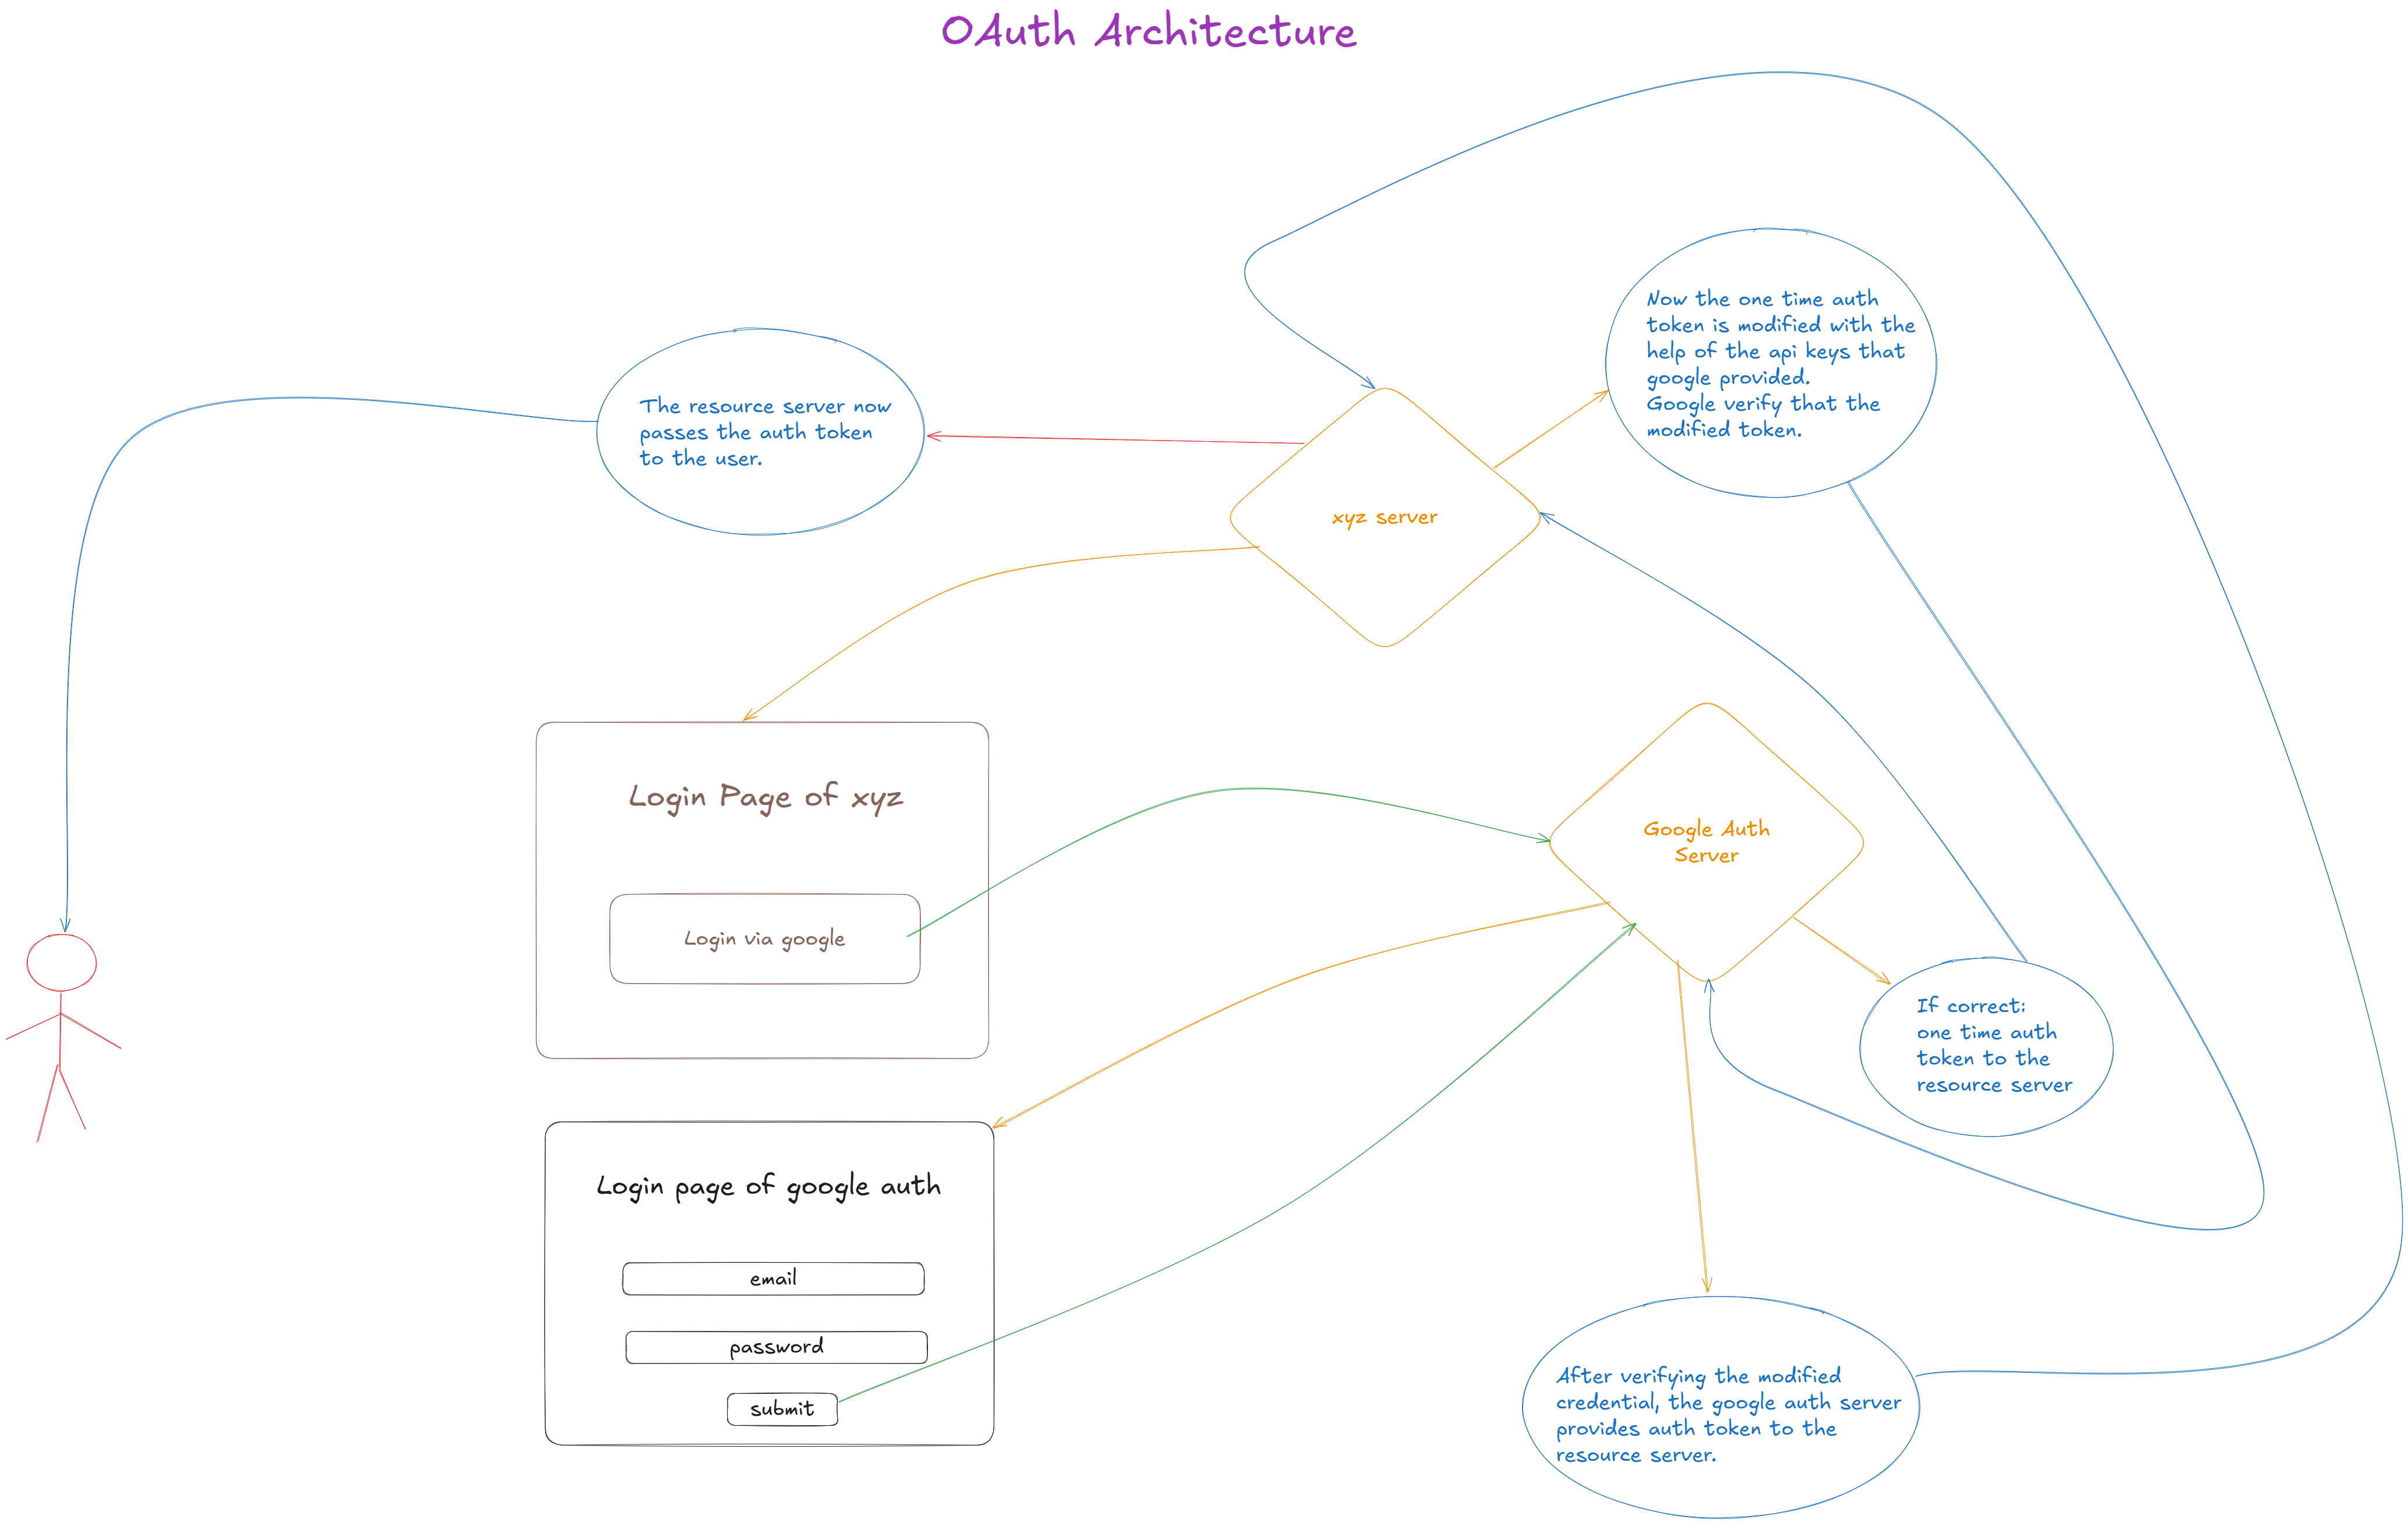 OAuth Architecture
Now the one time auth
token is modified with the
help of the api keys that
google provided.
Google verify that the
modified token.
The resource server now
passes the auth token
to the user.
xyz server
Login Page of xyz
Login via google
Google Auth
Server
If correct:
one time auth
token to the
resource server
Login page of google auth
email
password
submit
After verifying the modified
credential, the google auth server
provides auth token to the
resource server.